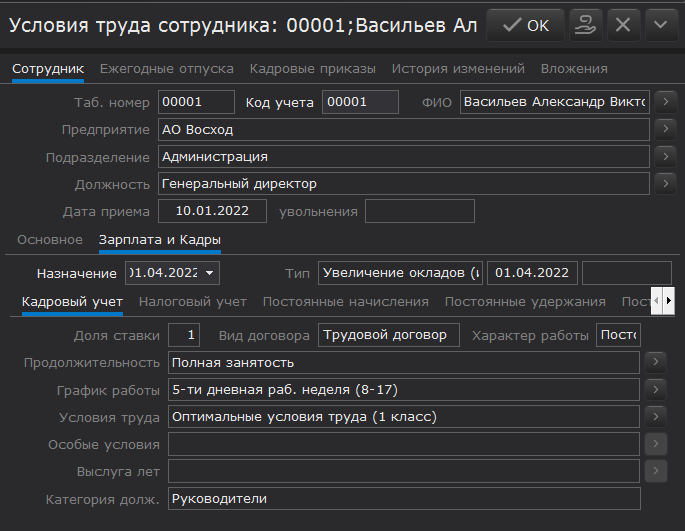 Условия труда сотрудника: 00001;Васильев Ал OK
Сотрудник Ежегодные отпуска Кадровые приказы История изменений Вложения
Таб. номер 00001 Код учета 00001 ФИО Васильев Александр Викто
Предприятие АО Восход
Подразделение Администрация
Должность Генеральный директор
Дата приема 10.01.2022 увольнения
Основное Зарплата и Кадры
Назначение 01.04.2022 Тип Увеличение окладов (и 01.04.2022
Кадровый учет Налоговый учет Постоянные начисления Постоянные удержания Пост
Доля ставки 1 Вид договора Трудовой договор Характер работы Посто
Продолжительность Полная занятость
График работы 5-ти дневная раб. неделя (8-17)
Условия труда Оптимальные условия труда (1 класс)
Особые условия
Выслуга лет
Категория долж. Руководители